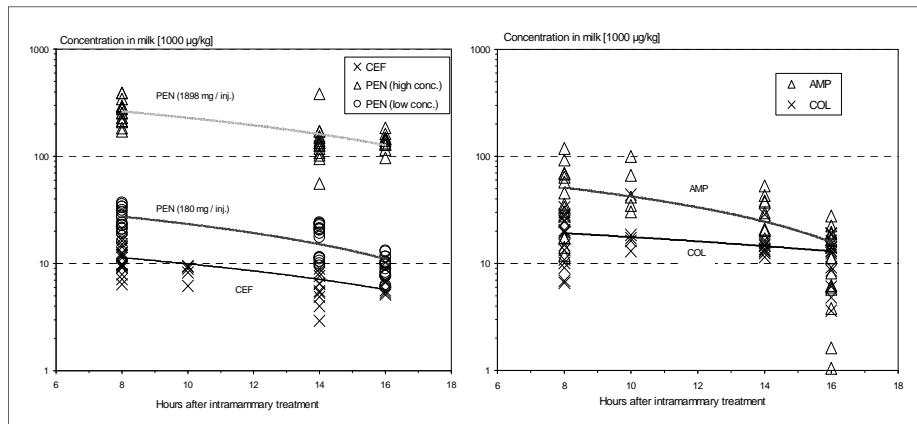 Concentration in milk [1000 µg/kg]
1000
100
10
1
6
8
10
12
14
16
18
Hours after intramammary treatment
CEF
PEN (high conc.)
PEN (low conc.)
PEN (1898 mg / inj.)
PEN (180 mg / inj.)
CEF
Concentration in milk [1000 µg/kg]
1000
100
10
1
6
8
10
12
14
16
18
Hours after intramammary treatment
AMP
COL
AMP
COL